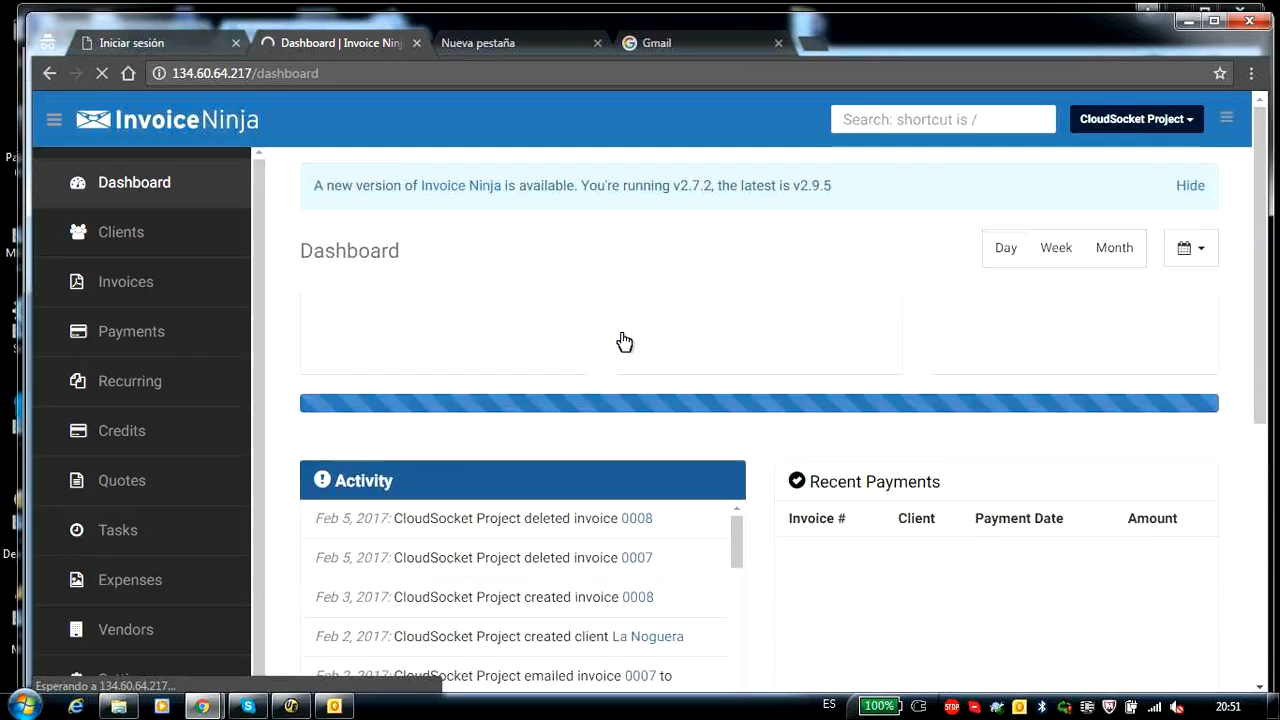 Iniciar sesión
Dashboard | Invoice Nin
Nueva pestaña
Gmail
134.60.64.217/dashboard
InvoiceNinja
Search: shortcut is /
CloudSocket Project
Dashboard
Clients
Invoices
Payments
Recurring
Credits
Quotes
Tasks
Expenses
Vendors
A new version of Invoice Ninja is available. You're running v2.7.2, the latest is v2.9.5
Hide
Dashboard
Day
Week
Month
Activity
Feb 5, 2017: CloudSocket Project deleted invoice 0008
Feb 5, 2017: CloudSocket Project deleted invoice 0007
Feb 3, 2017: CloudSocket Project created invoice 0008
Feb 2, 2017: CloudSocket Project created client La Noguera
Feb 2, 2017: CloudSocket Project emailed invoice 0007 to
Recent Payments
Invoice # Client Payment Date Amount
Esperando a 134.60.64.217...
ES
100%
20:51